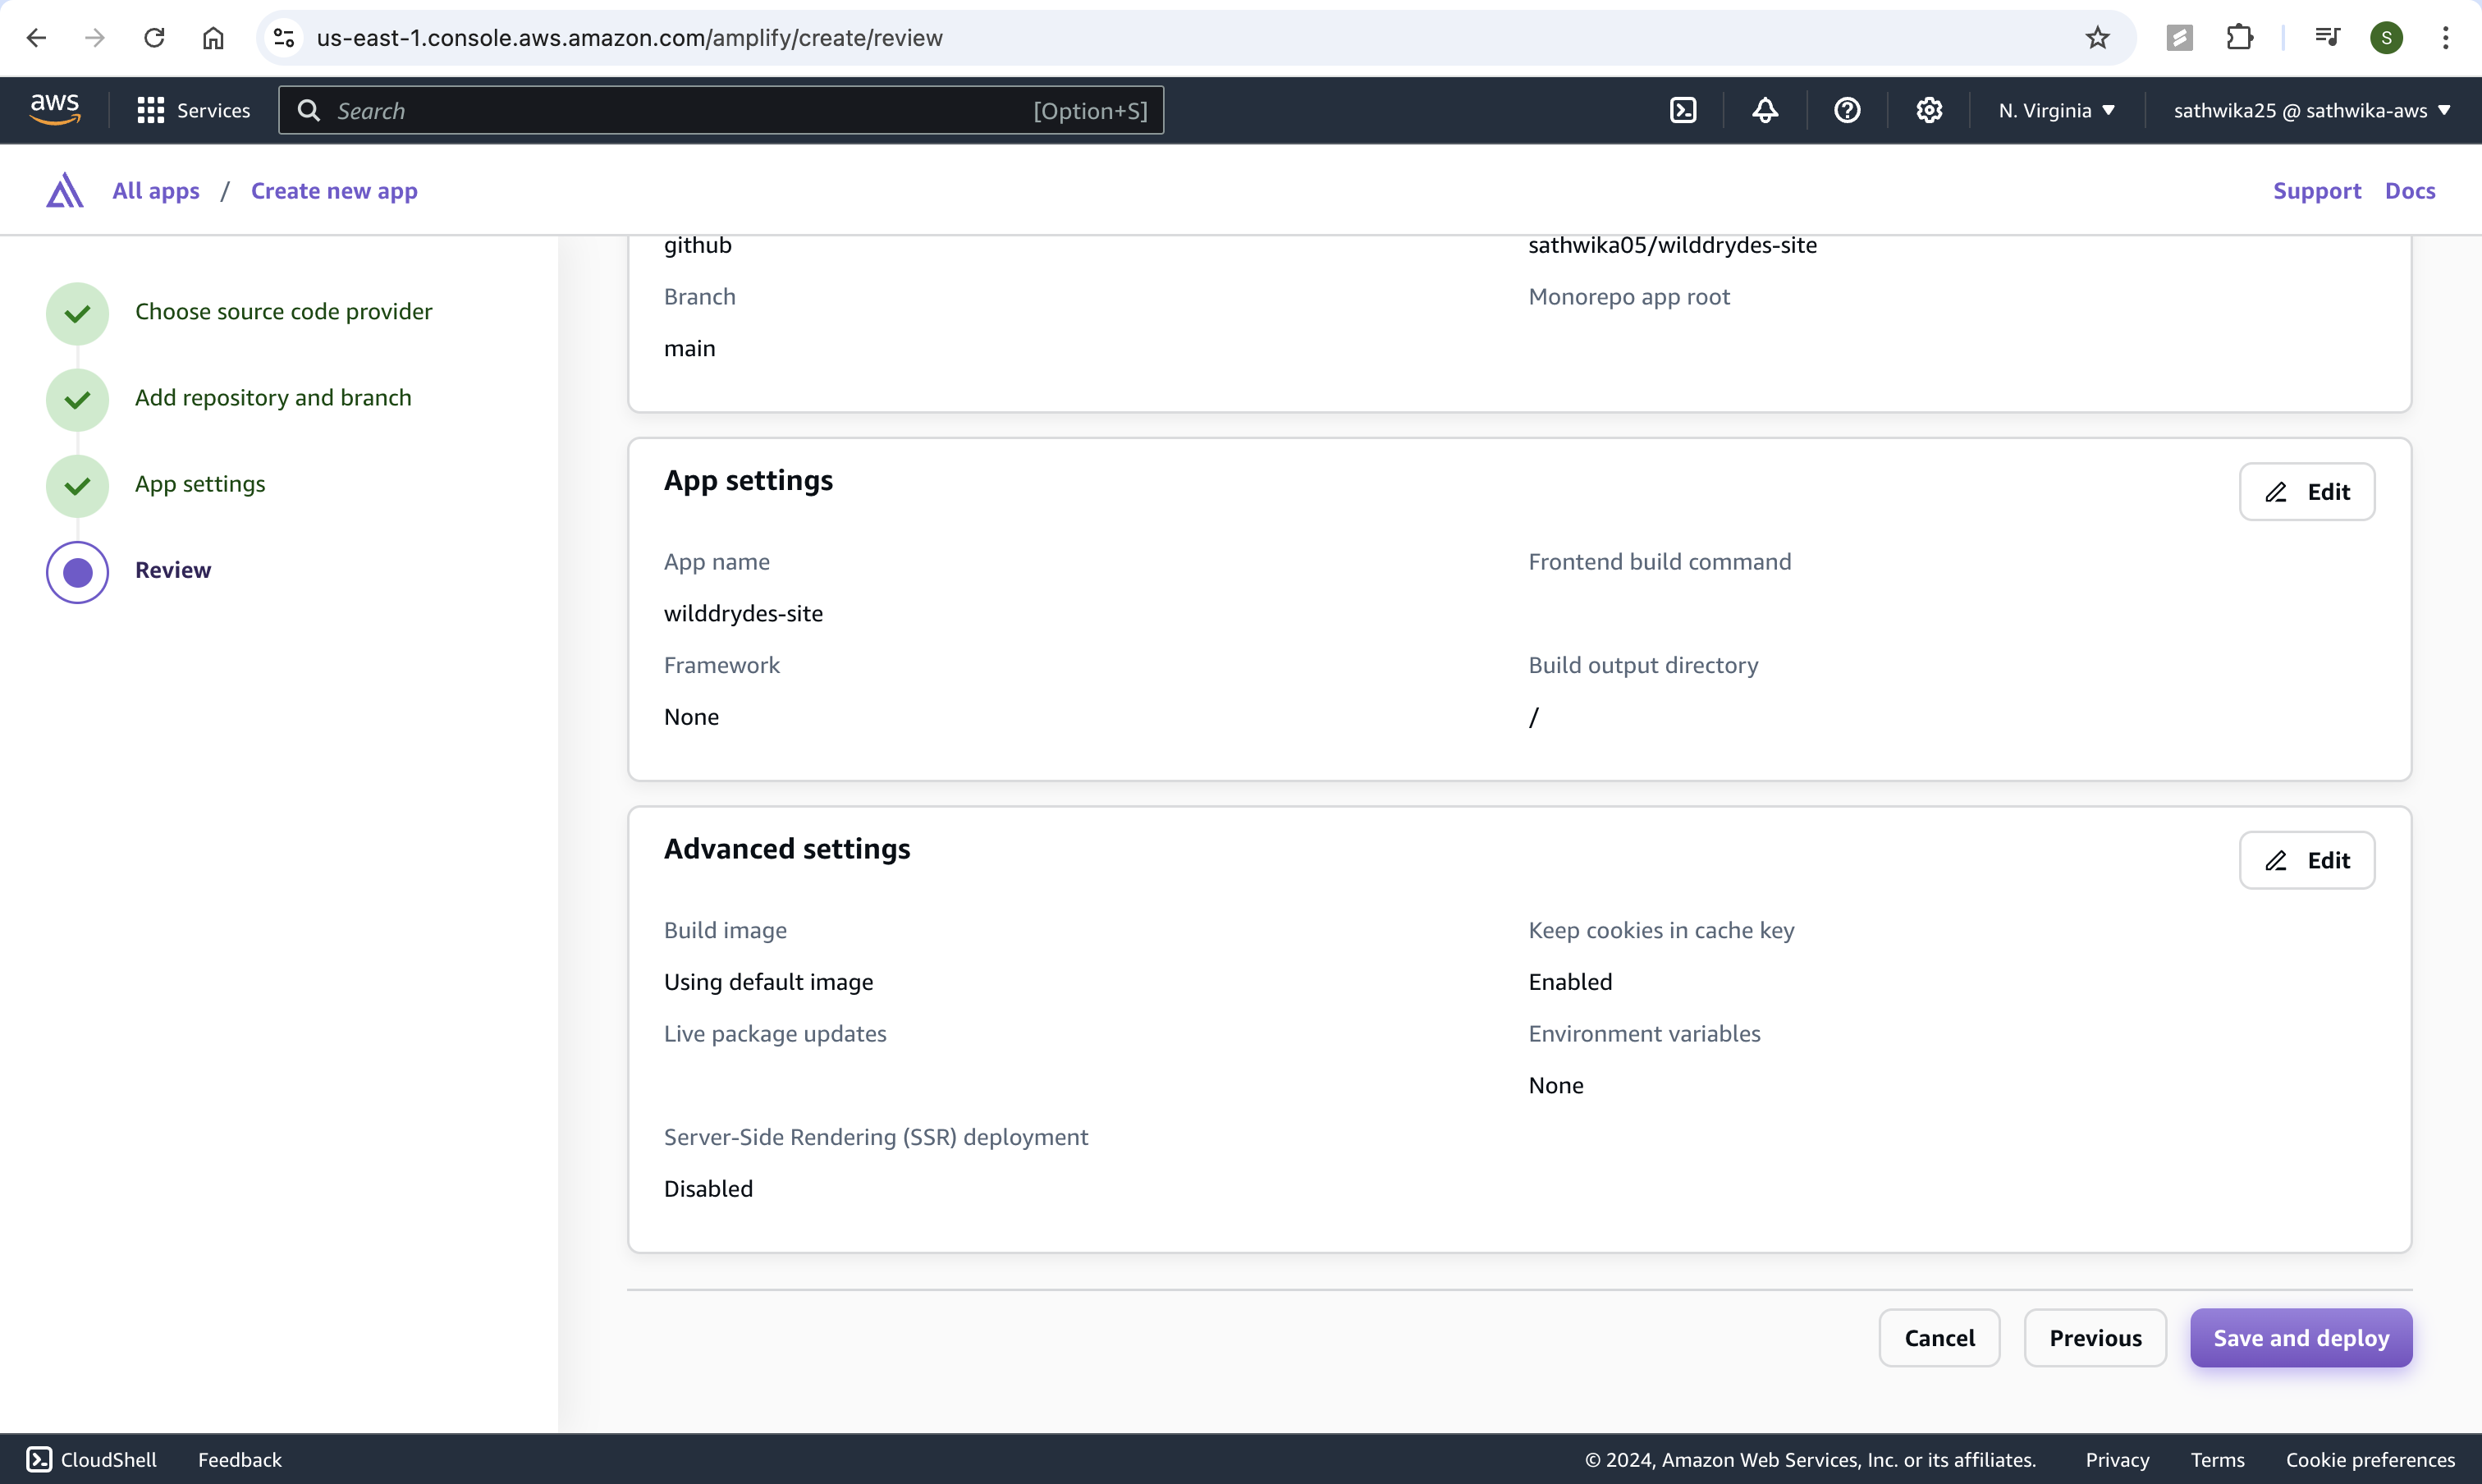 us-east-1.console.aws.amazon.com/amplify/create/review
S
aws
Services
Search
[Option+S]
N. Virginia
sathwika25 @ sathwika-aws
All apps / Create new app
Support
Docs
Choose source code provider
Add repository and branch
App settings
Review
github
sathwika05/wilddrydes-site
Branch
Monorepo app root
main
App settings
Edit
App name
Frontend build command
wilddrydes-site
Framework
Build output directory
None
/
Advanced settings
Edit
Build image
Keep cookies in cache key
Using default image
Enabled
Live package updates
Environment variables
None
Server-Side Rendering (SSR) deployment
Disabled
Cancel
Previous
Save and deploy
CloudShell
Feedback
© 2024, Amazon Web Services, Inc. or its affiliates.
Privacy
Terms
Cookie preferences